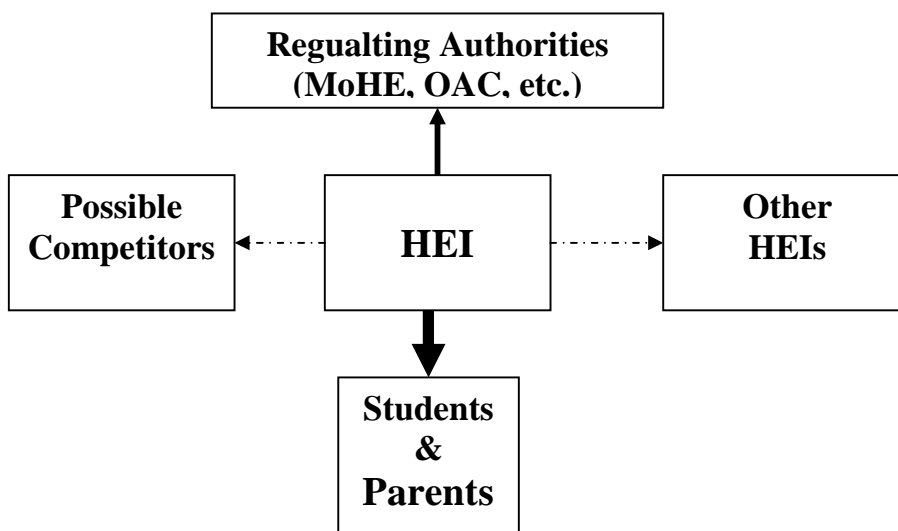 Regualting Authorities
(MoHE, OAC, etc.)
Possible
Competitors
HEI
Other
HEIs
Students
&
Parents